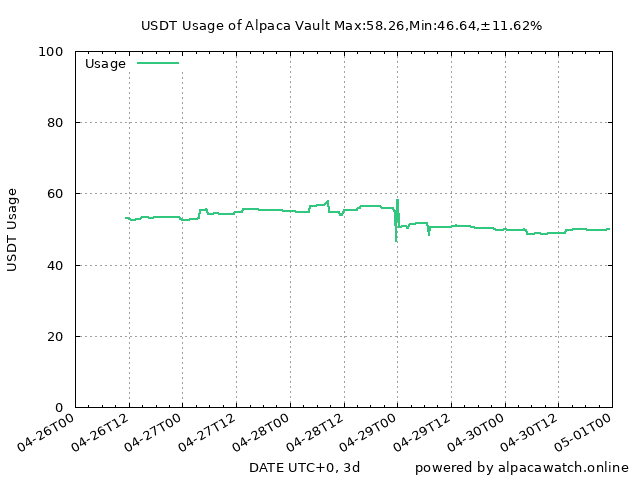 USDT Usage of Alpaca Vault Max:58.26,Min:46.64,±11.62%
100
Usage
80
60
40
20
0
USDT Usage
04-26T00
04-26T12
04-27T00
04-27T12
04-28T00
04-28T12
04-29T00
04-29T12
04-30T00
04-30T12
05-01T00
DATE UTC+0, 3d
powered by alpacawatch.online